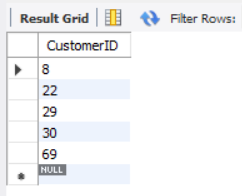 Result Grid Filter Rows:
CustomerID
8
22
29
30
69
NULL